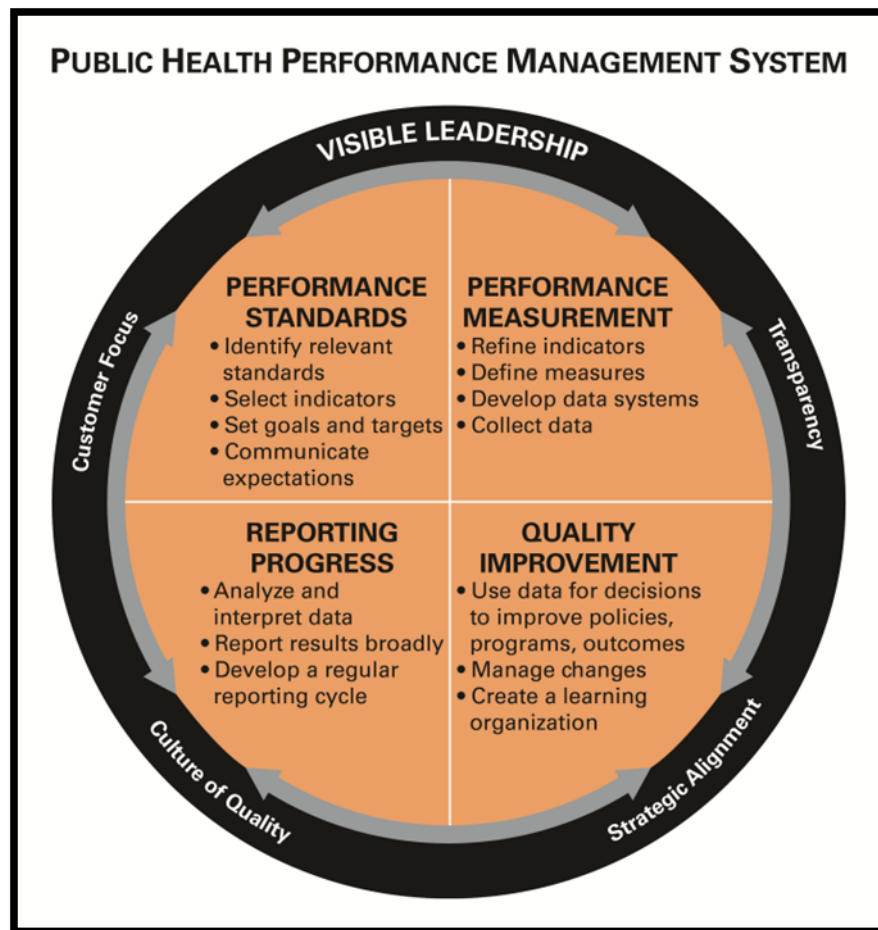 PUBLIC HEALTH PERFORMANCE MANAGEMENT SYSTEM
VISIBLE LEADERSHIP
Customer Focus
Transparency
PERFORMANCE
STANDARDS
• Identify relevant
standards
• Select indicators
• Set goals and targets
• Communicate
expectations
PERFORMANCE
MEASUREMENT
• Refine indicators
• Define measures
• Develop data systems
• Collect data
REPORTING
PROGRESS
• Analyze and
interpret data
• Report results broadly
• Develop a regular
reporting cycle
QUALITY
IMPROVEMENT
• Use data for decisions
to improve policies,
programs, outcomes
• Manage changes
• Create a learning
organization
Culture of Quality
Strategic Alignment